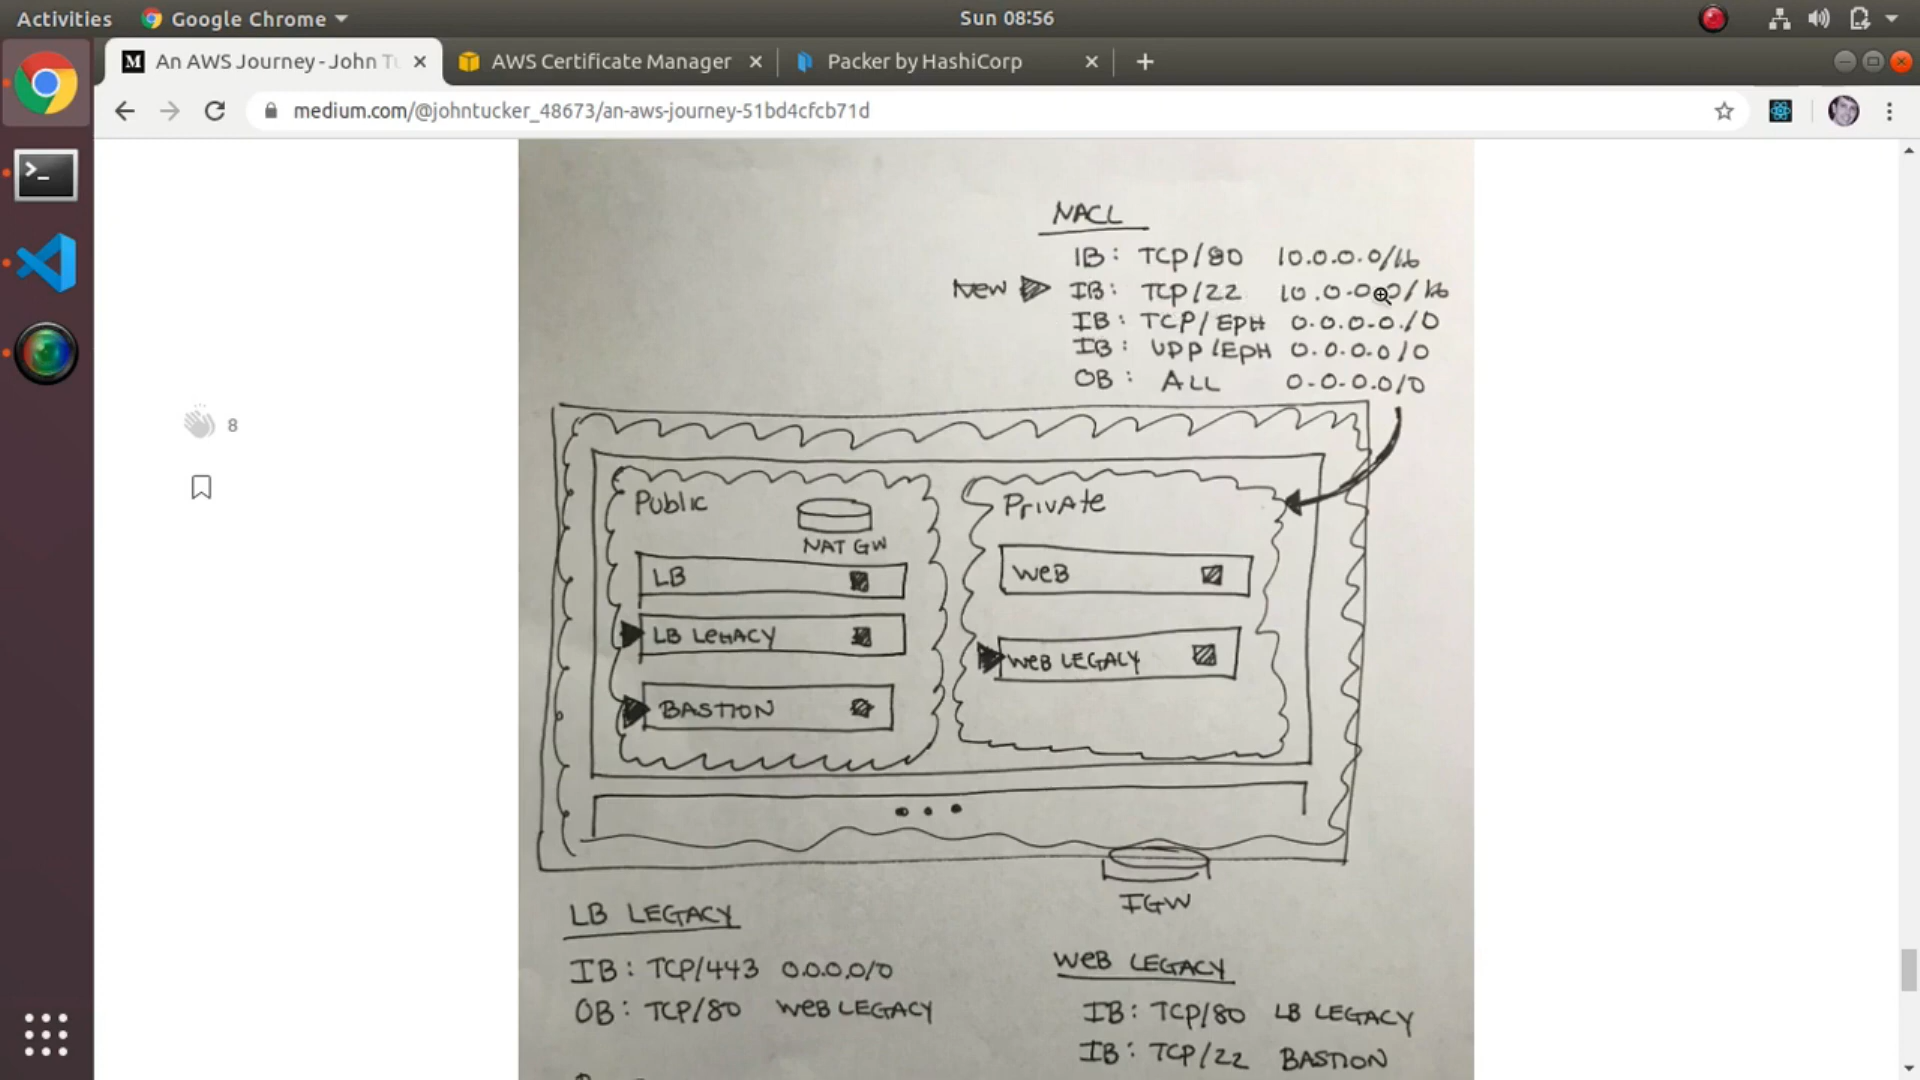 Activities
Google Chrome
Sun 08:56
An AWS Journey - John Tu
AWS Certificate Manager
Packer by HashiCorp
medium.com/@johntucker_48673/an-aws-journey-51bd4cfcb71d
8
NACL
IB: TCP/80 10.0.0.0/16
New IB: TCP/22 10.0.0.0/16
IB: TCP/EPH 0.0.0.0/0
IB: UDP/EPH 0.0.0.0/0
OB: ALL 0.0.0.0/0
Public
Private
NAT GW
LB
WEB
LB LEGACY
WEB LEGACY
BASTION
IGW
LB LEGACY
IB: TCP/443 0.0.0.0/0
OB: TCP/80 WEB LEGACY
WEB LEGACY
IB: TCP/80 LB LEGACY
IB: TCP/22 BASTION